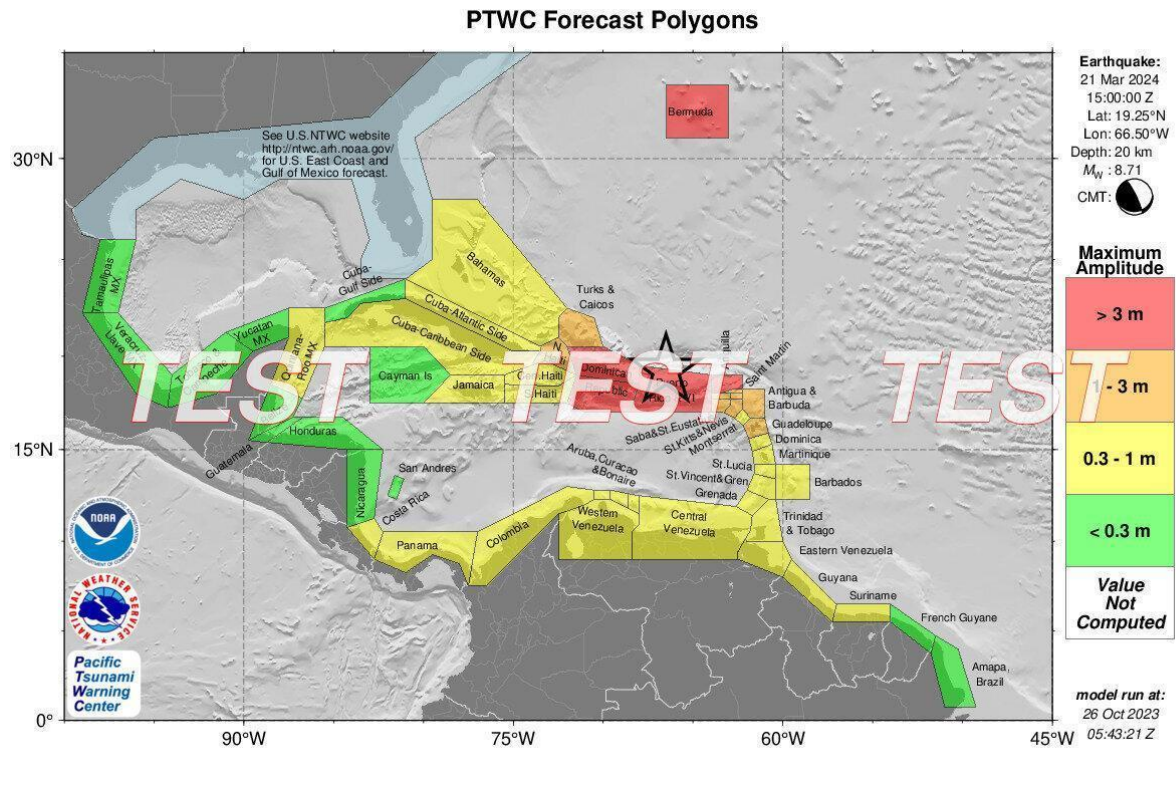 PTWC Forecast Polygons
Earthquake:
21 Mar 2024
15:00:00 Z
Lat: 19.25°N
Lon: 66.50°W
Depth: 20 km
MW : 8.71
CMT:
Bermuda
See U.S.NTWC website
http://ntwc.arh.noaa.gov/
for U.S. East Coast and
Gulf of Mexico forecast.
30°N
15°N
0°
90°W
75°W
60°W
45°W
Maximum
Amplitude
> 3 m
1 - 3 m
0.3 - 1 m
< 0.3 m
Value
Not
Computed
model run at:
26 Oct 2023
05:43:21 Z
TEST TEST TEST
Tamaulipas
MX
Yucatan
MX
Cuba-
Gulf Side
Cuba-Atlantic Side
Cuba-Caribbean Side
Bahamas
Turks &
Caicos
Cayman Is
Jamaica
S.Haiti
Saint Martin
Antigua &
Barbuda
Saba&St.Eustat
St.Kitts&Nevis
Montserrat
Guadeloupe
Dominica
Martinique
St.Lucia
Barbados
St.Vincent&Gren.
Grenada
Aruba,Curacao
&Bonaire
Honduras
Guatemala
Nicaragua
San Andres
Costa Rica
Panama
Colombia
Western
Venezuela
Central
Venezuela
Trinidad
& Tobago
Eastern Venezuela
Guyana
Suriname
French Guyane
Amapa,
Brazil
NOAA
NATIONAL WEATHER SERVICE
Pacific
Tsunami
Warning
Center